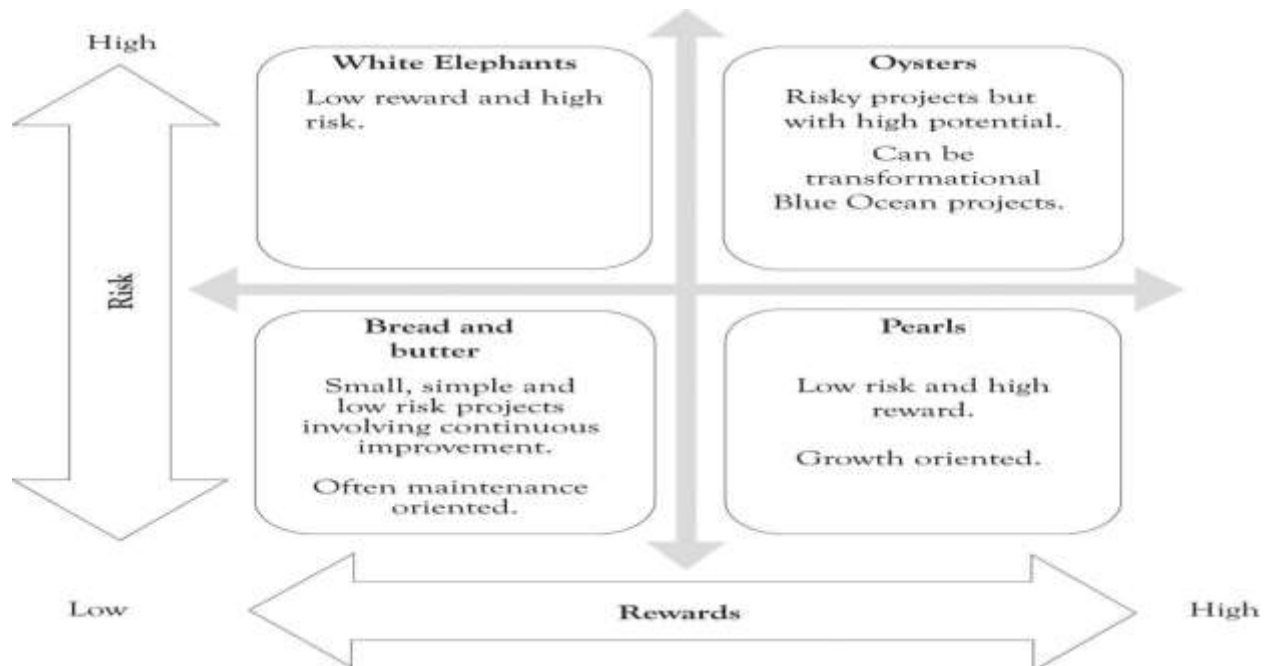 High
White Elephants
Low reward and high
risk.
Oysters
Risky projects but
with high potential.
Can be
transformational
Blue Ocean projects.
Risk
Bread and
butter
Small, simple and
low risk projects
involving continuous
improvement.
Often maintenance
oriented.
Pearls
Low risk and high
reward.
Growth oriented.
Low
Rewards
High